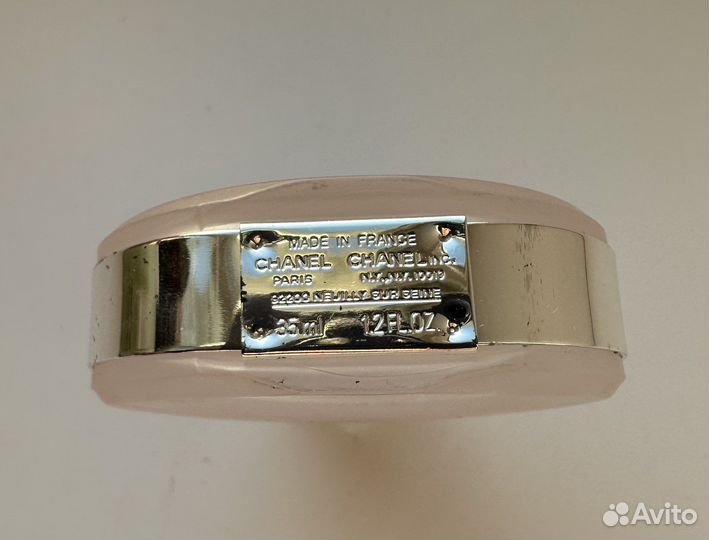 MADE IN FRANCE
CHANEL CHANEL INC.
PARIS N.Y., N.Y. 10019
92200 NEUILLY SUR SEINE
35 ml 1.2 FL. OZ.
Avito